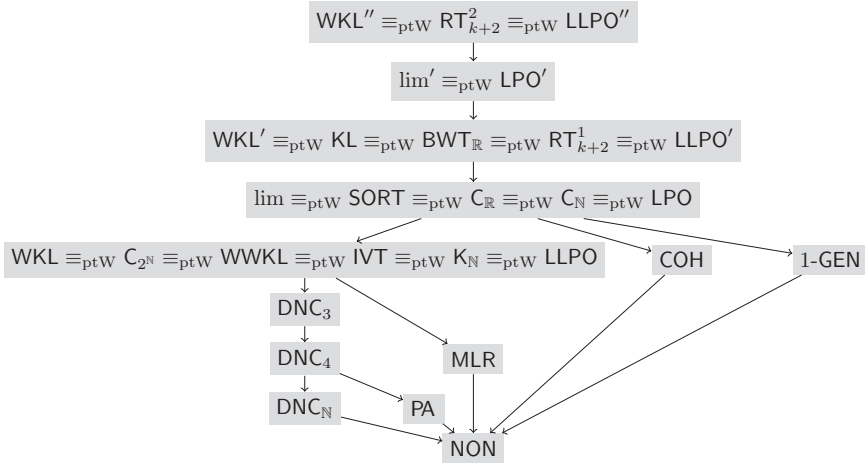 WKL″ ≡ptW RT²ₖ₊₂ ≡ptW LLPO″
lim′ ≡ptW LPO′
WKL′ ≡ptW KL ≡ptW BWTℝ ≡ptW RT¹ₖ₊₂ ≡ptW LLPO′
lim ≡ptW SORT ≡ptW Cℝ ≡ptW Cℕ ≡ptW LPO
WKL ≡ptW C₂ℕ ≡ptW WWKL ≡ptW IVT ≡ptW Kℕ ≡ptW LLPO
COH
1-GEN
DNC₃
DNC₄
MLR
DNCℕ
PA
NON